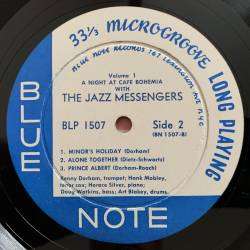 33⅓ MICROGROOVE LONG PLAYING
BLUE NOTE RECORDS 767 Lexington Ave NYC
Volume 1
A NIGHT AT CAFE BOHEMIA
WITH
THE JAZZ MESSENGERS
BLP 1507 Side 2
(BN 1507-B)
1. MINOR'S HOLIDAY (Dorham)
2. ALONE TOGETHER (Dietz-Schwartz)
3. PRINCE ALBERT (Dorham-Roach)
Kenny Dorham, trumpet; Hank Mobley,
tenor sax; Horace Silver, piano;
Doug Watkins, bass; Art Blakey, drums.
BLUE
NOTE